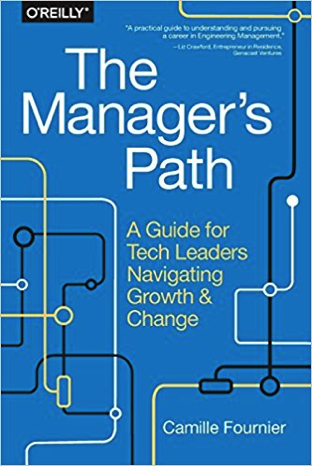 O'REILLY®
"A practical guide to understanding and pursuing
a career in Engineering Management."
—Liz Crawford, Entrepreneur in Residence,
Genacast Ventures
The
Manager's
Path
A Guide for
Tech Leaders
Navigating
Growth &
Change
Camille Fournier